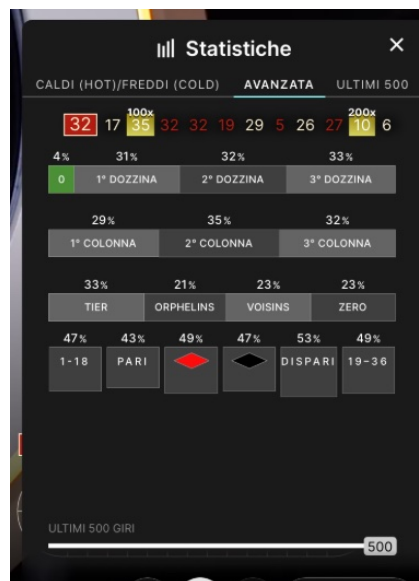 Statistiche ×
CALDI (HOT)/FREDDI (COLD) AVANZATA ULTIMI 500
100x 200x
32 17 35 32 32 19 29 5 26 27 10 6
4% 31% 32% 33%
0 1° DOZZINA 2° DOZZINA 3° DOZZINA
29% 35% 32%
1° COLONNA 2° COLONNA 3° COLONNA
33% 21% 23% 23%
TIER ORPHELINS VOISINS ZERO
47% 43% 49% 47% 53% 49%
1-18 PARI DISPARI 19-36
ULTIMI 500 GIRI
500